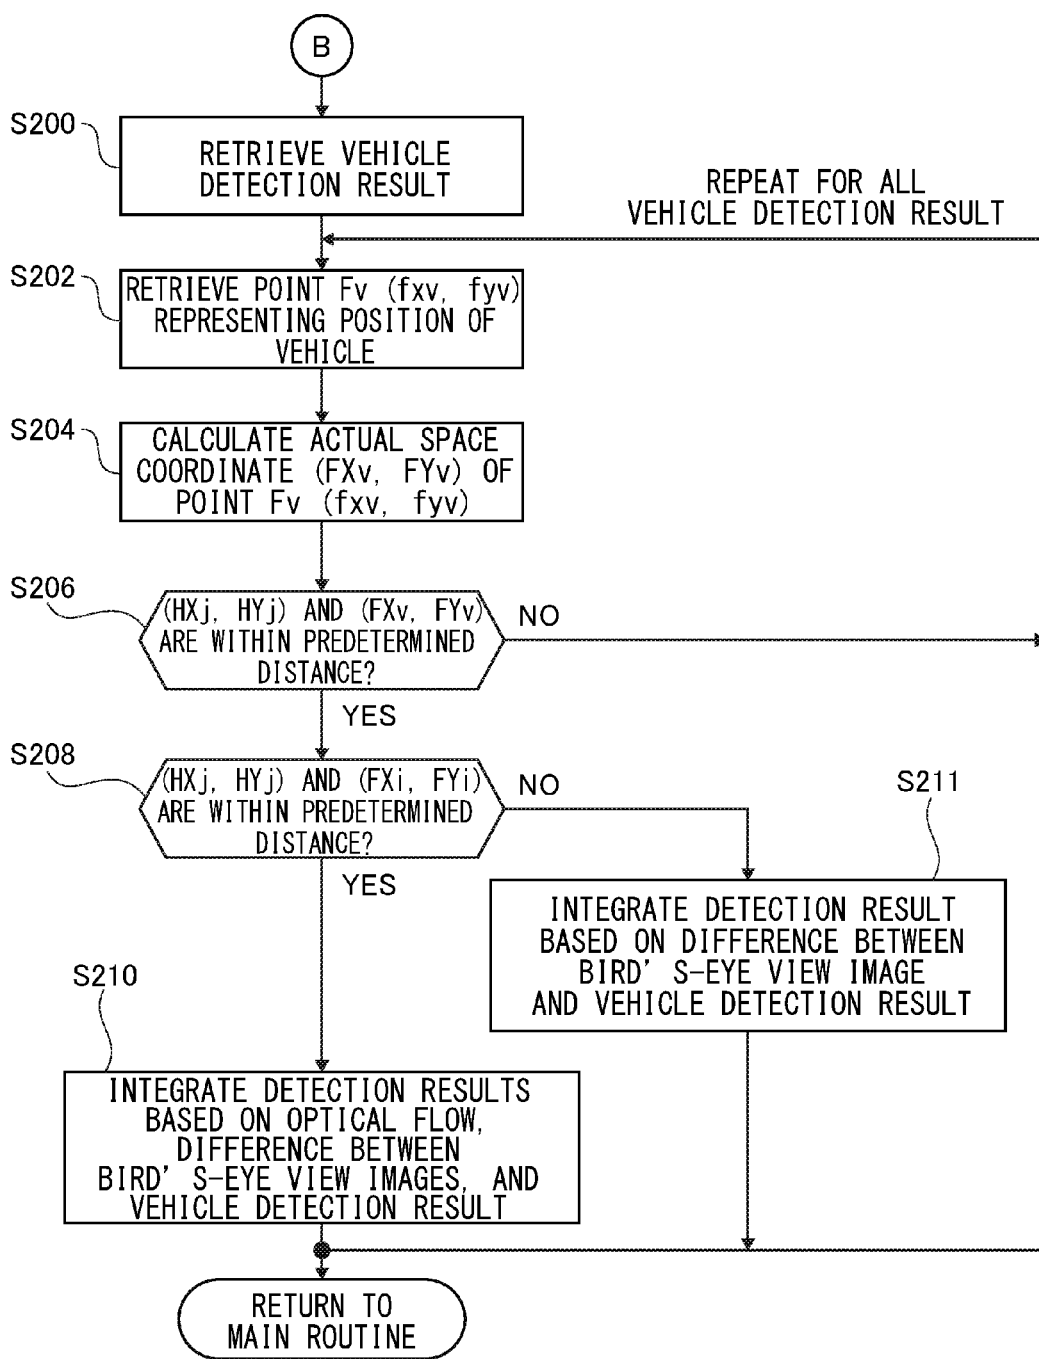 B
S200
RETRIEVE VEHICLE
DETECTION RESULT
REPEAT FOR ALL
VEHICLE DETECTION RESULT
S202
RETRIEVE POINT Fv (fxv, fyv)
REPRESENTING POSITION OF
VEHICLE
S204
CALCULATE ACTUAL SPACE
COORDINATE (FXv, FYv) OF
POINT Fv (fxv, fyv)
S206
(HXj, HYj) AND (FXv, FYv)
ARE WITHIN PREDETERMINED
DISTANCE?
NO
YES
S208
(HXj, HYj) AND (FXi, FYi)
ARE WITHIN PREDETERMINED
DISTANCE?
NO
YES
S211
INTEGRATE DETECTION RESULT
BASED ON DIFFERENCE BETWEEN
BIRD' S-EYE VIEW IMAGE
AND VEHICLE DETECTION RESULT
S210
INTEGRATE DETECTION RESULTS
BASED ON OPTICAL FLOW,
DIFFERENCE BETWEEN
BIRD' S-EYE VIEW IMAGES, AND
VEHICLE DETECTION RESULT
RETURN TO
MAIN ROUTINE